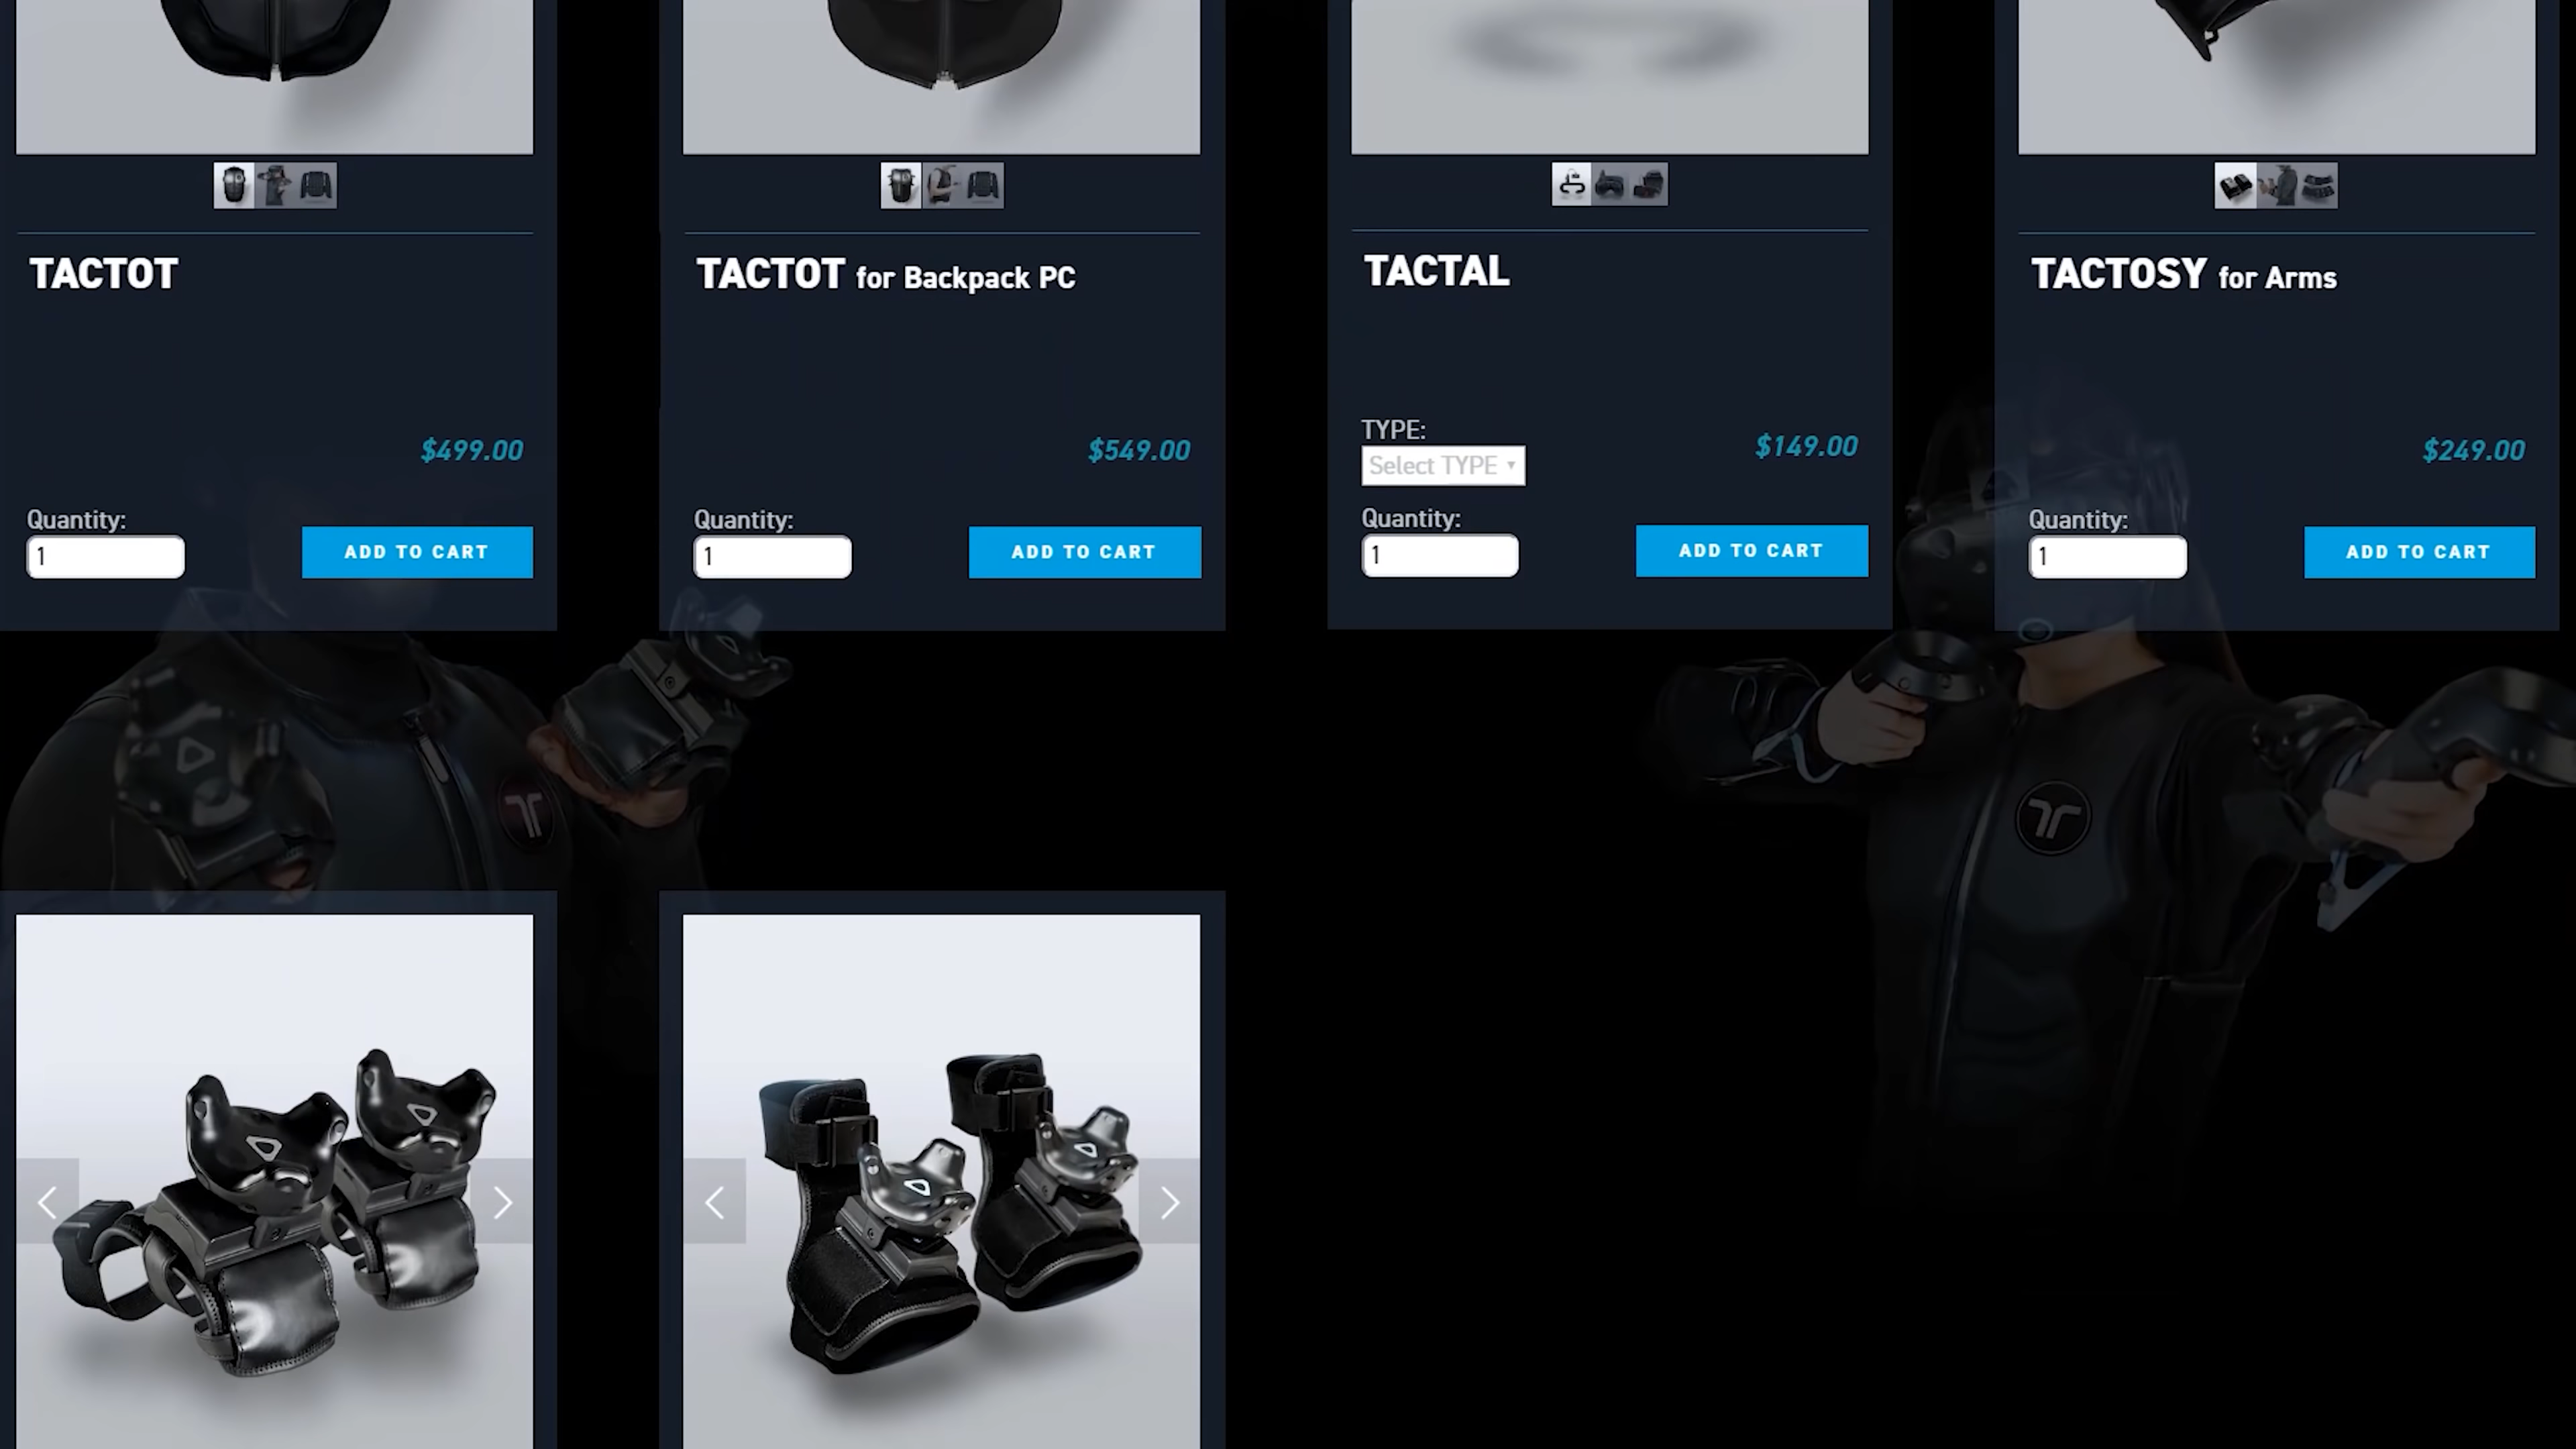 TACTOT
$499.00
Quantity:
1
ADD TO CART
TACTOT for Backpack PC
$549.00
Quantity:
1
ADD TO CART
TACTAL
TYPE:
Select TYPE
$149.00
Quantity:
1
ADD TO CART
TACTOSY for Arms
$249.00
Quantity:
1
ADD TO CART